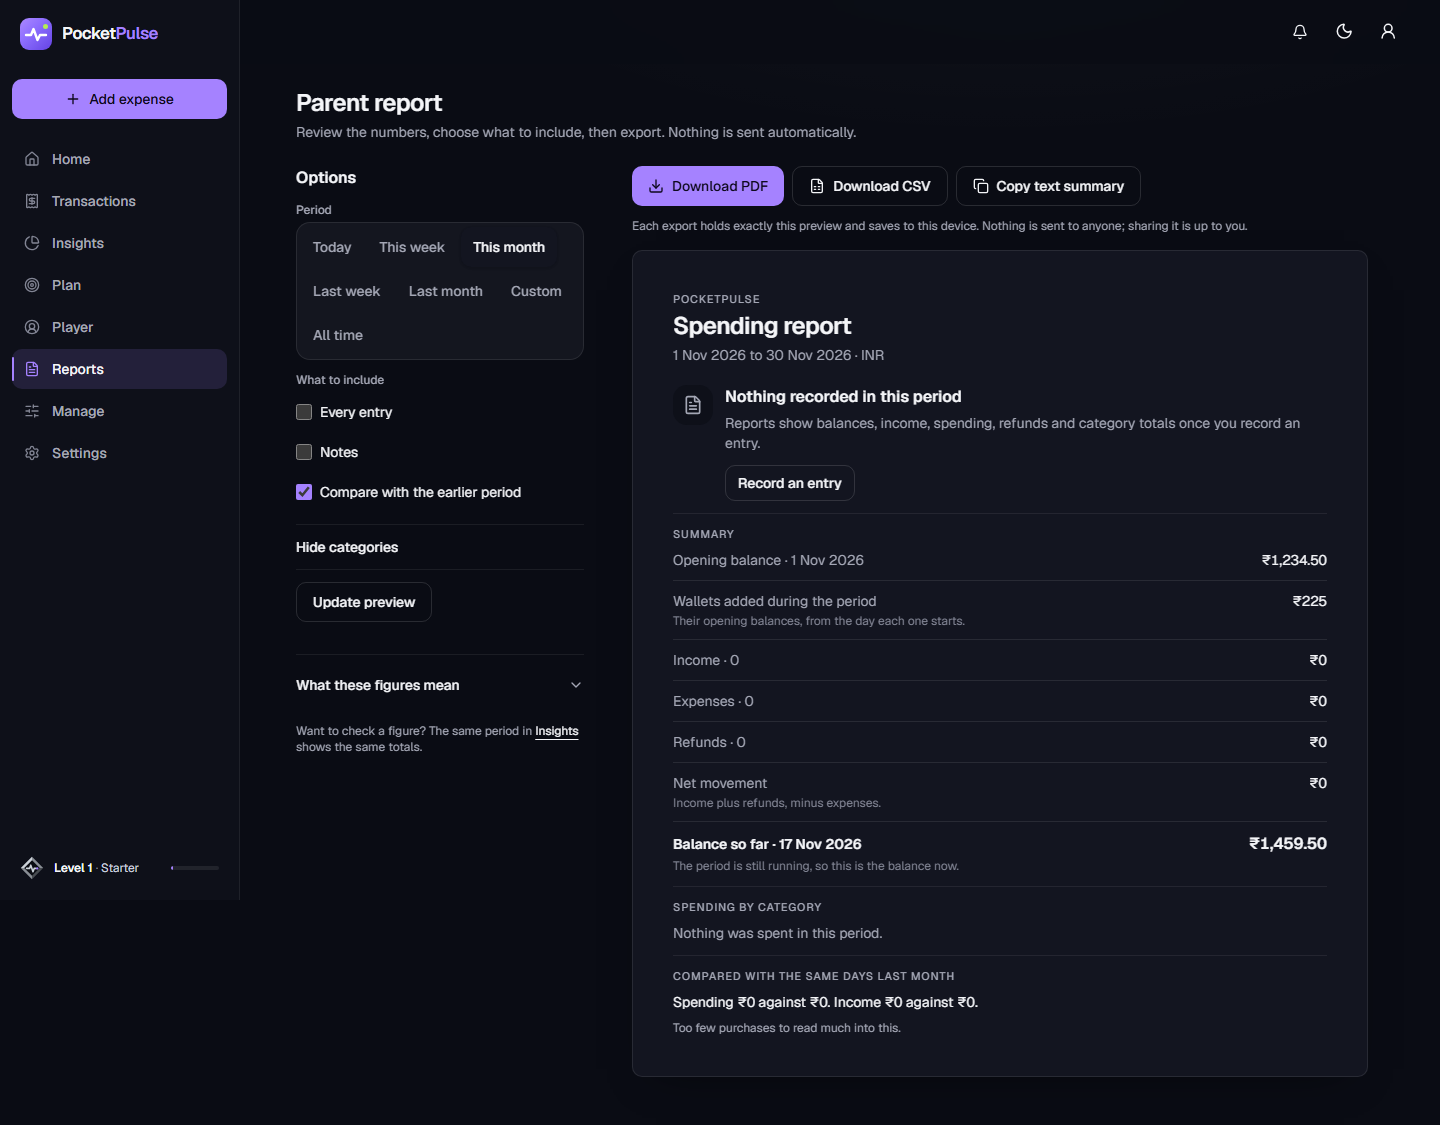 PocketPulse
Add expense
Home
Transactions
Insights
Plan
Player
Reports
Manage
Settings
Level 1 · Starter
Parent report
Review the numbers, choose what to include, then export. Nothing is sent automatically.
Options
Period
Today This week This month
Last week Last month Custom
All time
What to include
Every entry
Notes
Compare with the earlier period
Hide categories
Update preview
What these figures mean
Want to check a figure? The same period in Insights
shows the same totals.
Download PDF Download CSV Copy text summary
Each export holds exactly this preview and saves to this device. Nothing is sent to anyone; sharing it is up to you.
POCKETPULSE
Spending report
1 Nov 2026 to 30 Nov 2026 · INR
Nothing recorded in this period
Reports show balances, income, spending, refunds and category totals once you record an
entry.
Record an entry
SUMMARY
Opening balance · 1 Nov 2026 ₹1,234.50
Wallets added during the period ₹225
Their opening balances, from the day each one starts.
Income · 0 ₹0
Expenses · 0 ₹0
Refunds · 0 ₹0
Net movement ₹0
Income plus refunds, minus expenses.
Balance so far · 17 Nov 2026 ₹1,459.50
The period is still running, so this is the balance now.
SPENDING BY CATEGORY
Nothing was spent in this period.
COMPARED WITH THE SAME DAYS LAST MONTH
Spending ₹0 against ₹0. Income ₹0 against ₹0.
Too few purchases to read much into this.